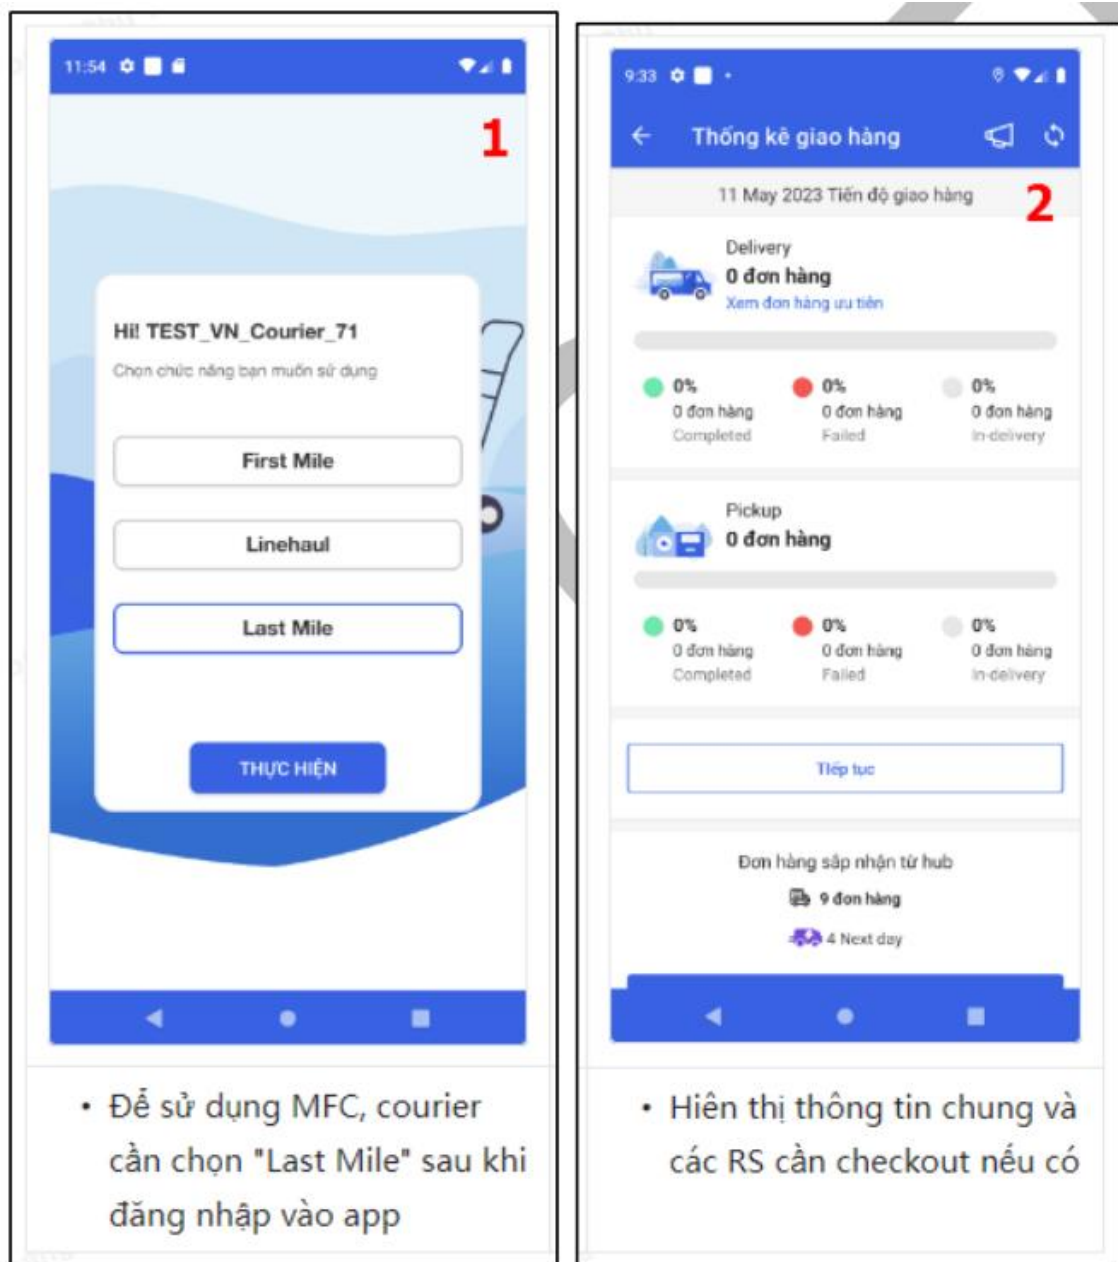 11:54
1
Hi! TEST_VN_Courier_71
Chọn chức năng bạn muốn sử dụng
First Mile
Linehaul
Last Mile
THỰC HIỆN
• Để sử dụng MFC, courier
cần chọn "Last Mile" sau khi
đăng nhập vào app
9:33
Thống kê giao hàng
11 May 2023 Tiến độ giao hàng
2
Delivery
0 đơn hàng
Xem đơn hàng ưu tiên
0% 0% 0%
0 đơn hàng 0 đơn hàng 0 đơn hàng
Completed Failed In-delivery
Pickup
0 đơn hàng
0% 0% 0%
0 đơn hàng 0 đơn hàng 0 đơn hàng
Completed Failed In-delivery
Tiếp tục
Đơn hàng sắp nhận từ hub
9 đơn hàng
4 Next day
• Hiên thị thông tin chung và
các RS cần checkout nếu có